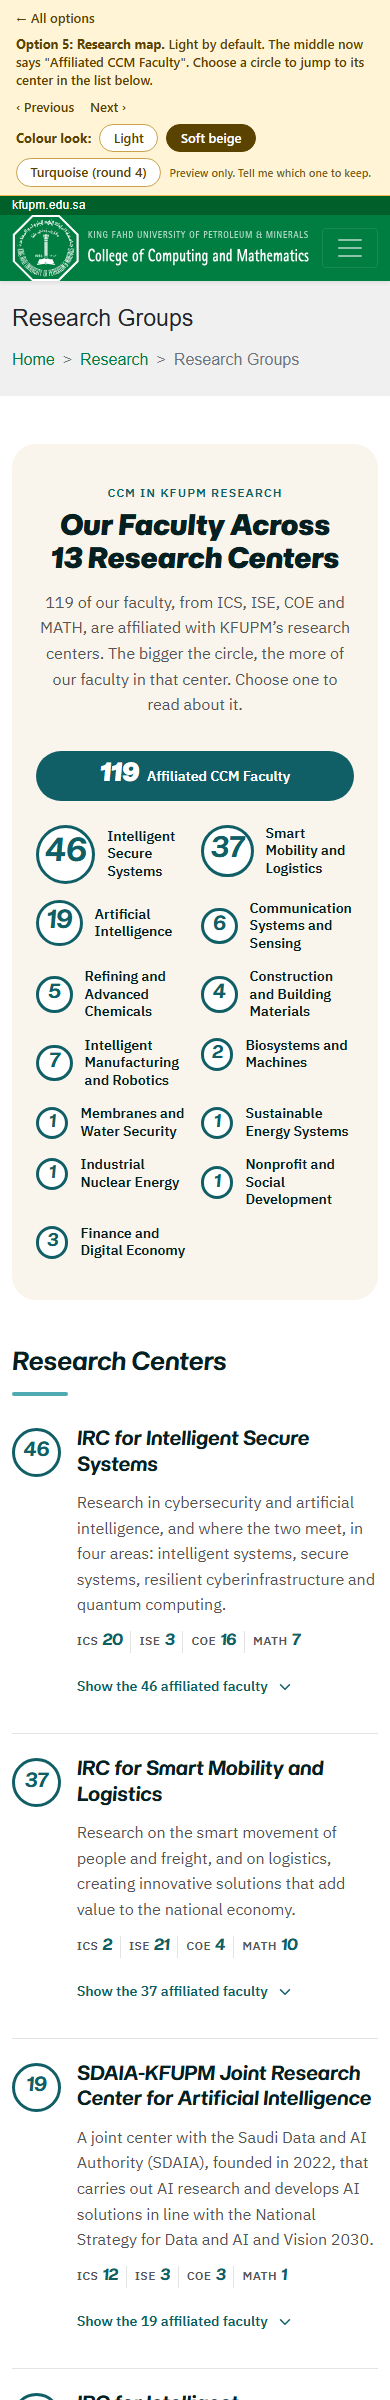 ← All options
Option 5: Research map. Light by default. The middle now
says "Affiliated CCM Faculty". Choose a circle to jump to its
center in the list below.
‹ Previous Next ›
Colour look: Light Soft beige
Turquoise (round 4) Preview only. Tell me which one to keep.
kfupm.edu.sa
KING FAHD UNIVERSITY OF PETROLEUM & MINERALS
College of Computing and Mathematics
Research Groups
Home > Research > Research Groups
CCM IN KFUPM RESEARCH
Our Faculty Across
13 Research Centers
119 of our faculty, from ICS, ISE, COE and
MATH, are affiliated with KFUPM’s research
centers. The bigger the circle, the more of
our faculty in that center. Choose one to
read about it.
119 Affiliated CCM Faculty
46 Intelligent
Secure
Systems
37 Smart
Mobility and
Logistics
19 Artificial
Intelligence
6 Communication
Systems and
Sensing
5 Refining and
Advanced
Chemicals
4 Construction
and Building
Materials
7 Intelligent
Manufacturing
and Robotics
2 Biosystems and
Machines
1 Membranes and
Water Security
1 Sustainable
Energy Systems
1 Industrial
Nuclear Energy
1 Nonprofit and
Social
Development
3 Finance and
Digital Economy
Research Centers
46 IRC for Intelligent Secure
Systems
Research in cybersecurity and artificial
intelligence, and where the two meet, in
four areas: intelligent systems, secure
systems, resilient cyberinfrastructure and
quantum computing.
ICS 20 ISE 3 COE 16 MATH 7
Show the 46 affiliated faculty
37 IRC for Smart Mobility and
Logistics
Research on the smart movement of
people and freight, and on logistics,
creating innovative solutions that add
value to the national economy.
ICS 2 ISE 21 COE 4 MATH 10
Show the 37 affiliated faculty
19 SDAIA-KFUPM Joint Research
Center for Artificial Intelligence
A joint center with the Saudi Data and AI
Authority (SDAIA), founded in 2022, that
carries out AI research and develops AI
solutions in line with the National
Strategy for Data and AI and Vision 2030.
ICS 12 ISE 3 COE 3 MATH 1
Show the 19 affiliated faculty
IRC for Intelligent